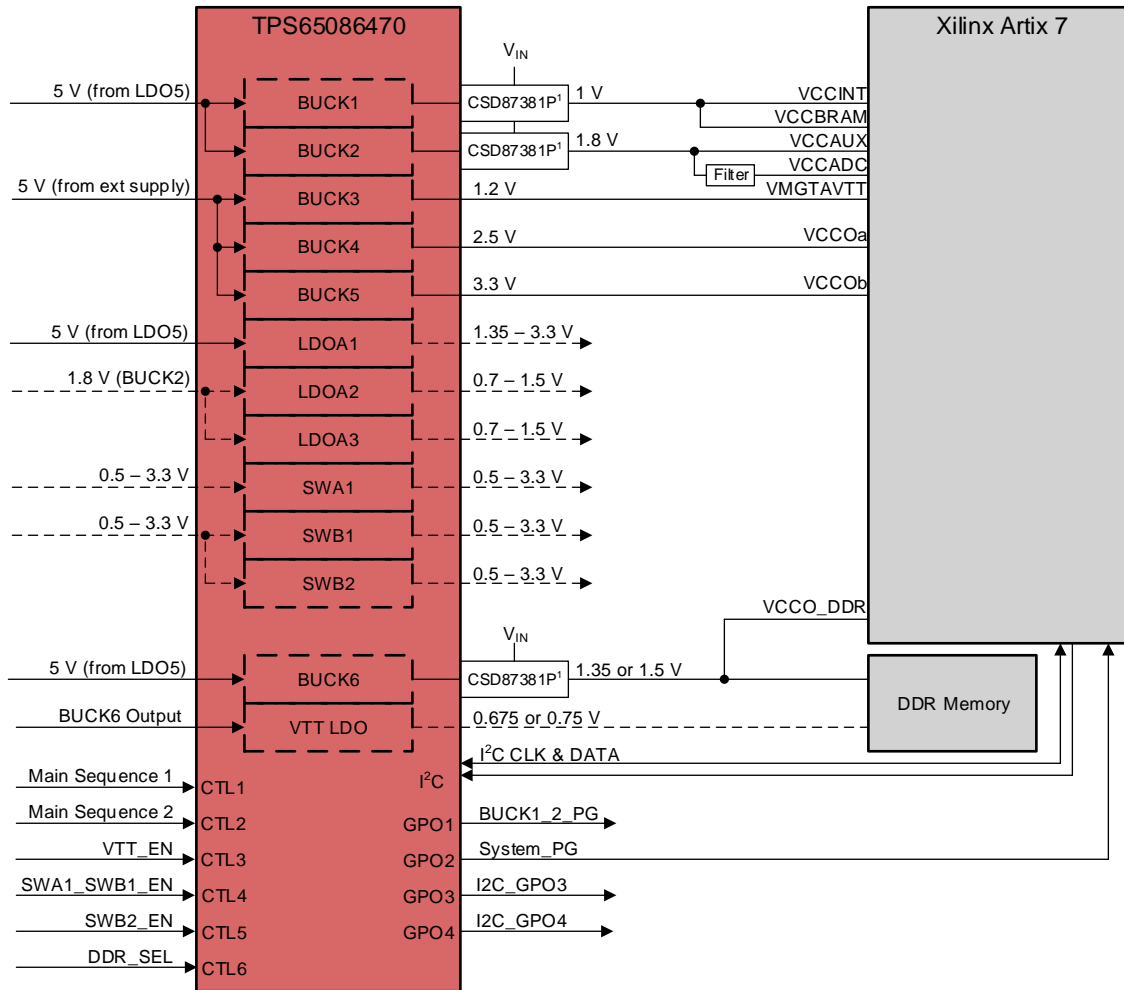 TPS65086470
Xilinx Artix 7
VIN
5 V (from LDO5)
BUCK1
CSD87381P¹
1 V
VCCINT
VCCBRAM
BUCK2
CSD87381P¹
1.8 V
VCCAUX
Filter
VCCADC
5 V (from ext supply)
BUCK3
1.2 V
VMGTAVTT
BUCK4
2.5 V
VCCOa
BUCK5
3.3 V
VCCOb
5 V (from LDO5)
LDOA1
1.35 – 3.3 V
1.8 V (BUCK2)
LDOA2
0.7 – 1.5 V
LDOA3
0.7 – 1.5 V
0.5 – 3.3 V
SWA1
0.5 – 3.3 V
0.5 – 3.3 V
SWB1
0.5 – 3.3 V
SWB2
0.5 – 3.3 V
VCCO_DDR
VIN
5 V (from LDO5)
BUCK6
CSD87381P¹
1.35 or 1.5 V
DDR Memory
BUCK6 Output
VTT LDO
0.675 or 0.75 V
I²C CLK & DATA
Main Sequence 1
CTL1
I²C
Main Sequence 2
CTL2
GPO1
BUCK1_2_PG
VTT_EN
CTL3
GPO2
System_PG
SWA1_SWB1_EN
CTL4
GPO3
I2C_GPO3
SWB2_EN
CTL5
GPO4
I2C_GPO4
DDR_SEL
CTL6